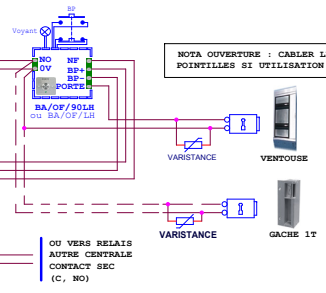 BP
Voyant
NO
0V
NF
BP+
BP-
PORTE
BA/OF/90LH
ou BA/OF/LH
NOTA OUVERTURE : CABLER L
POINTILLES SI UTILISATION
VARISTANCE
VENTOUSE
VARISTANCE
GACHE 1T
OU VERS RELAIS
AUTRE CENTRALE
CONTACT SEC
(C, NO)